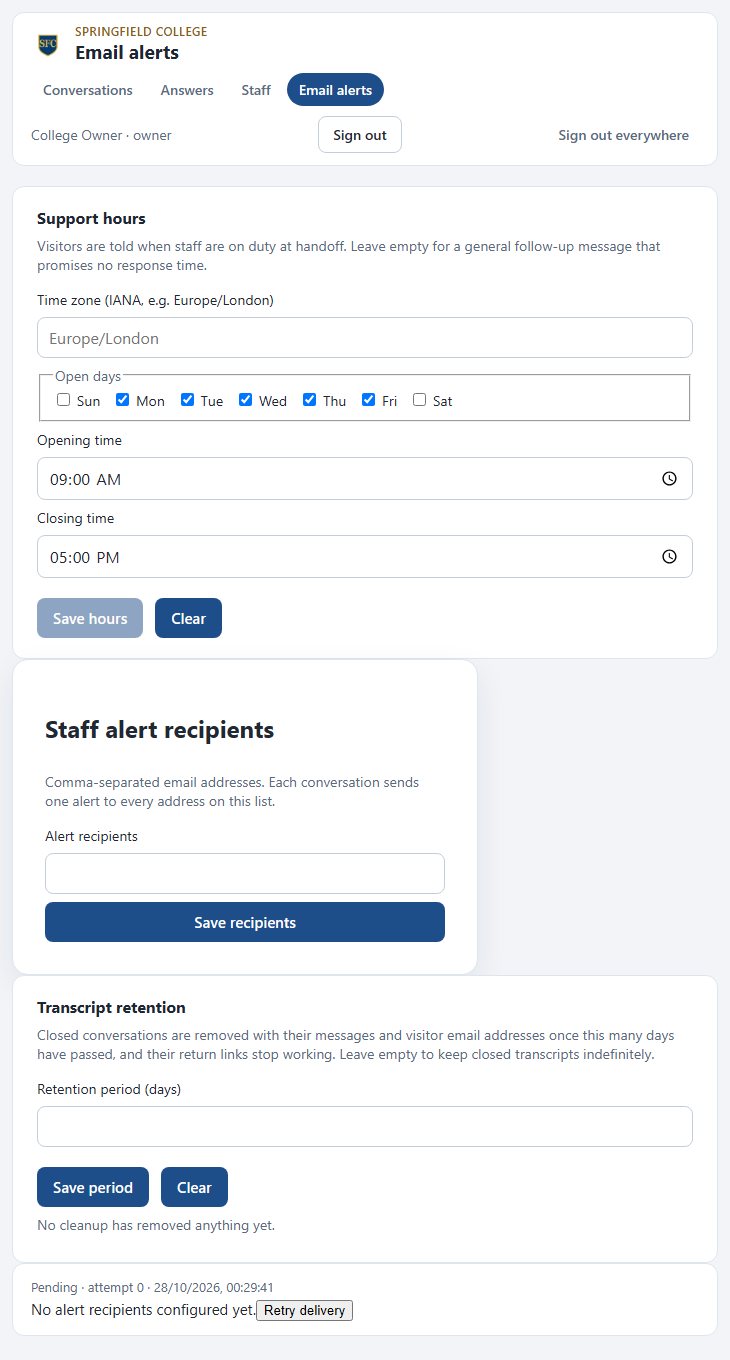 SFC
SPRINGFIELD COLLEGE
Email alerts
Conversations Answers Staff Email alerts
College Owner · owner Sign out Sign out everywhere
Support hours
Visitors are told when staff are on duty at handoff. Leave empty for a general follow-up message that
promises no response time.
Time zone (IANA, e.g. Europe/London)
Europe/London
Open days
Sun Mon Tue Wed Thu Fri Sat
Opening time
09:00 AM
Closing time
05:00 PM
Save hours Clear
Staff alert recipients
Comma-separated email addresses. Each conversation sends
one alert to every address on this list.
Alert recipients
Save recipients
Transcript retention
Closed conversations are removed with their messages and visitor email addresses once this many days
have passed, and their return links stop working. Leave empty to keep closed transcripts indefinitely.
Retention period (days)
Save period Clear
No cleanup has removed anything yet.
Pending · attempt 0 · 28/10/2026, 00:29:41
No alert recipients configured yet. Retry delivery